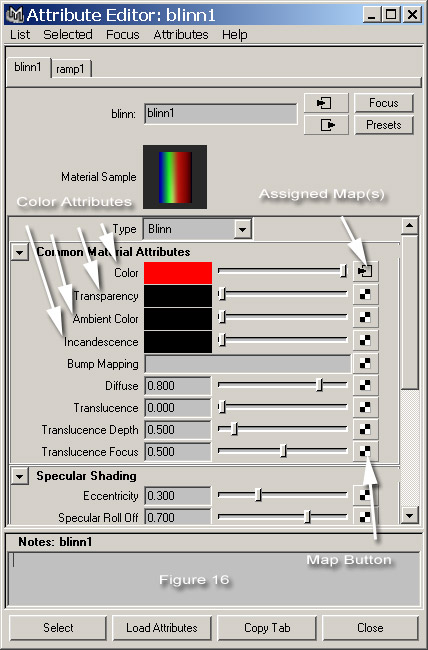 Attribute Editor: blinn1
List Selected Focus Attributes Help
blinn1 ramp1
blinn: blinn1 Focus
Presets
Material Sample
Color Attributes Assigned Map(s)
Type Blinn
Common Material Attributes
Color
Transparency
Ambient Color
Incandescence
Bump Mapping
Diffuse 0.800
Translucence 0.000
Translucence Depth 0.500
Translucence Focus 0.500
Specular Shading
Eccentricity 0.300
Specular Roll Off 0.700
Notes: blinn1
Map Button
Figure 16
Select Load Attributes Copy Tab Close